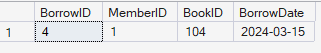 BorrowID MemberID BookID BorrowDate
1 4 1 104 2024-03-15